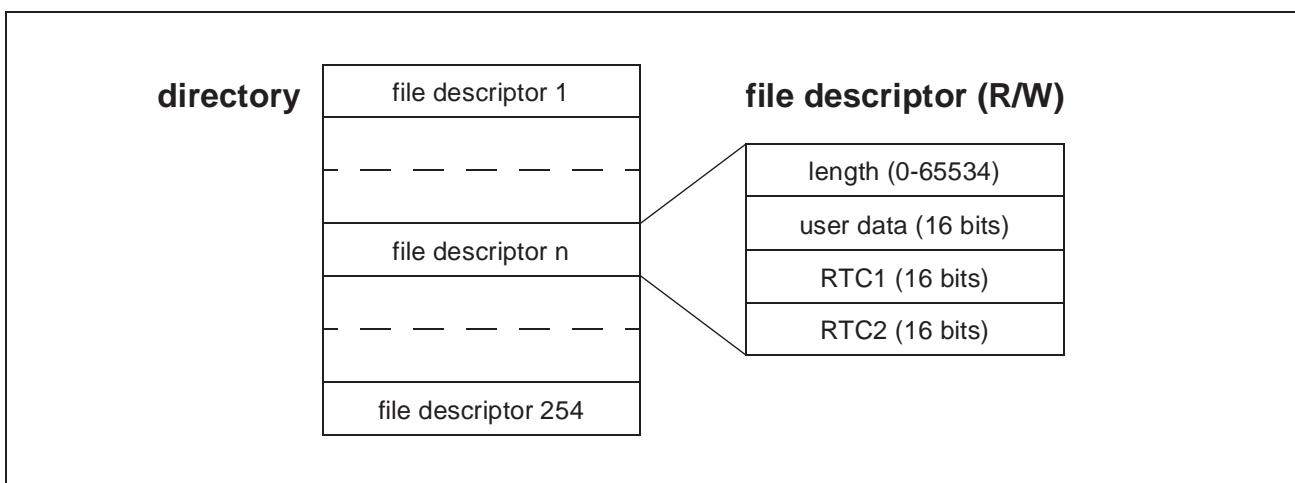 directory
file descriptor 1
file descriptor n
file descriptor 254
file descriptor (R/W)
length (0-65534)
user data (16 bits)
RTC1 (16 bits)
RTC2 (16 bits)